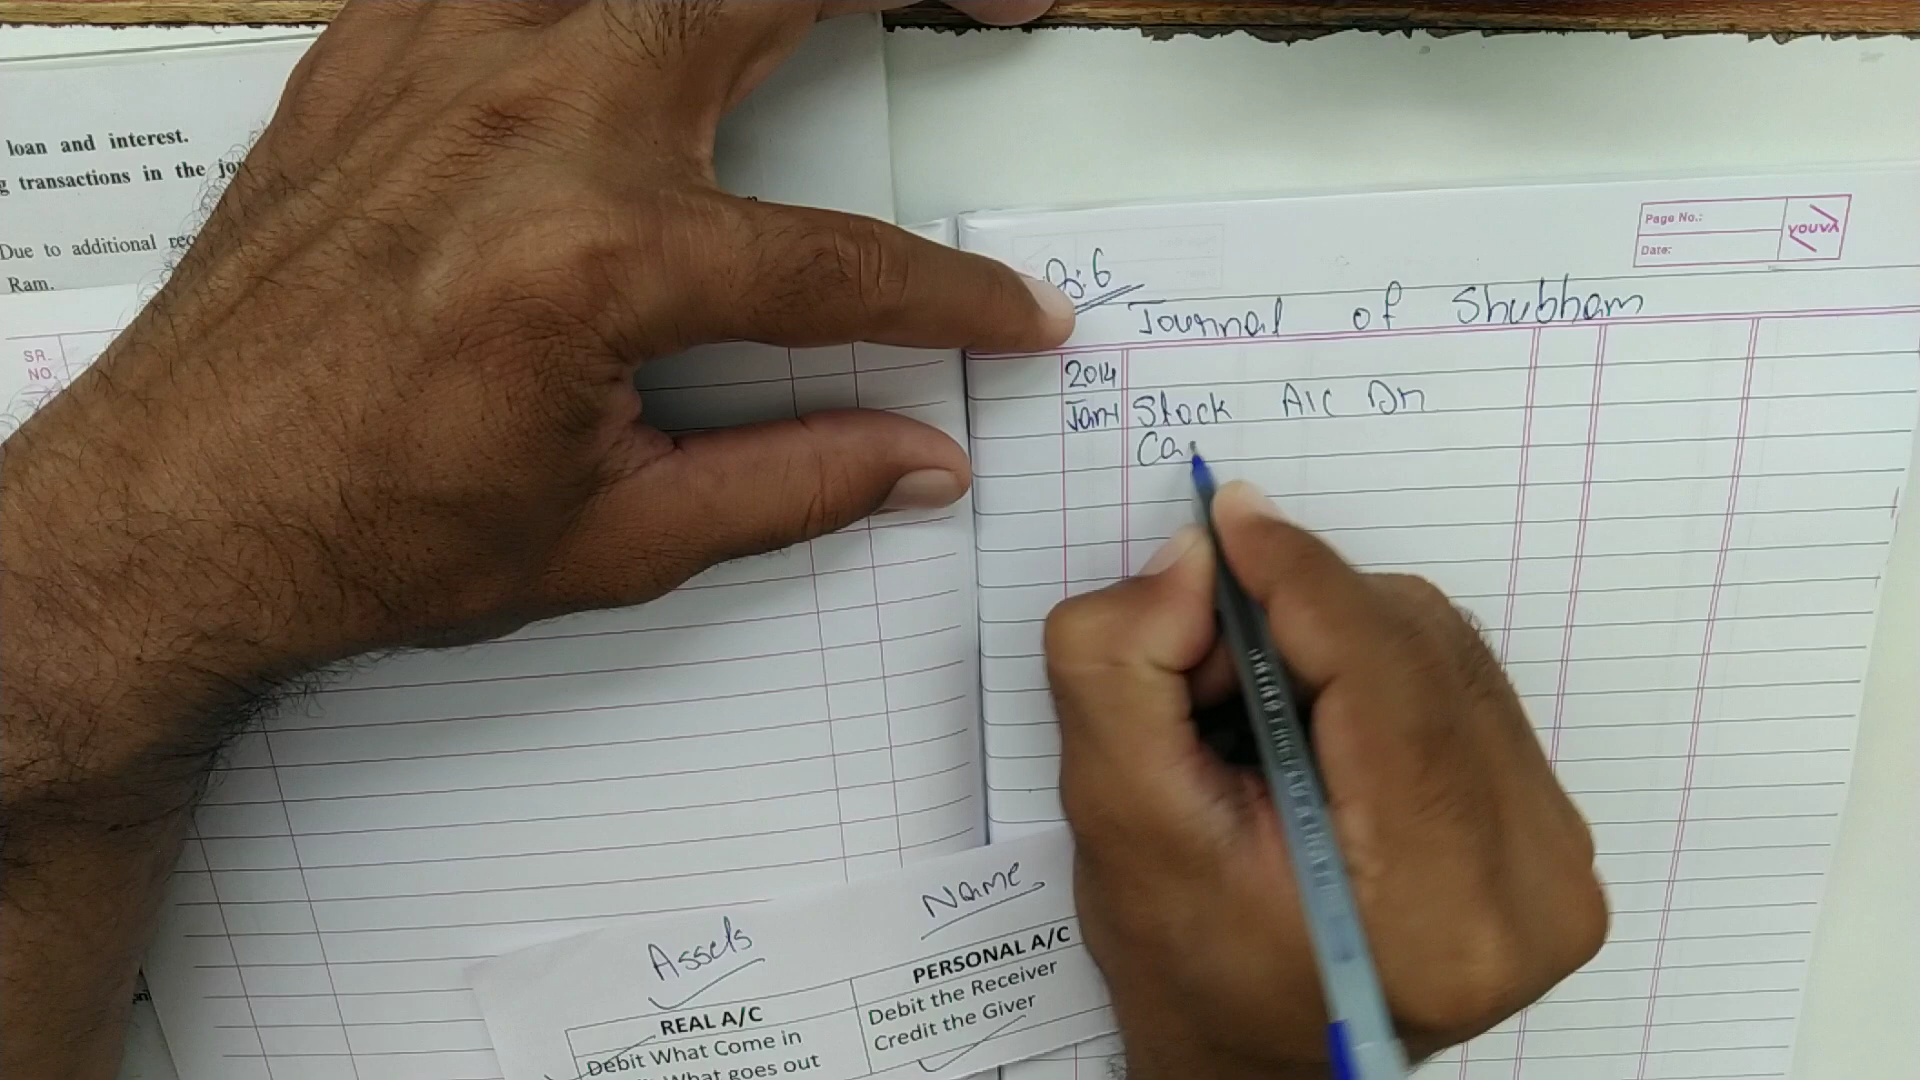 loan and interest.
transactions in the
Due to additional
Ram.
SR.
NO.
Page No.:
Date:
YOUVA
Q:6
Journal of Shubham
2014
Jan-1 Stock A/C Dr
Ca
Assets
Name
REAL A/C
Debit What Come in
What goes out
PERSONAL A/C
Debit the Receiver
Credit the Giver